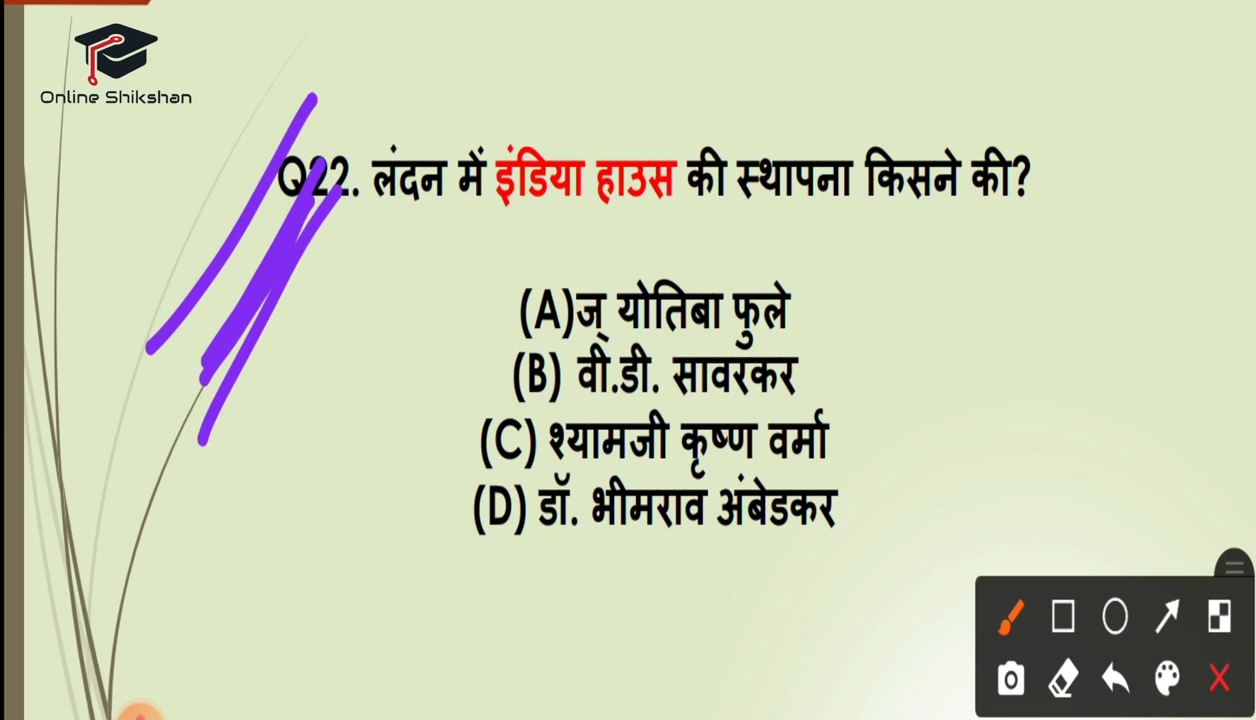 Online Shikshan
Q22. लंदन में इंडिया हाउस की स्थापना किसने की?
(A)ज् योतिबा फुले
(B) वी.डी. सावरकर
(C) श्यामजी कृष्ण वर्मा
(D) डॉ. भीमराव अंबेडकर